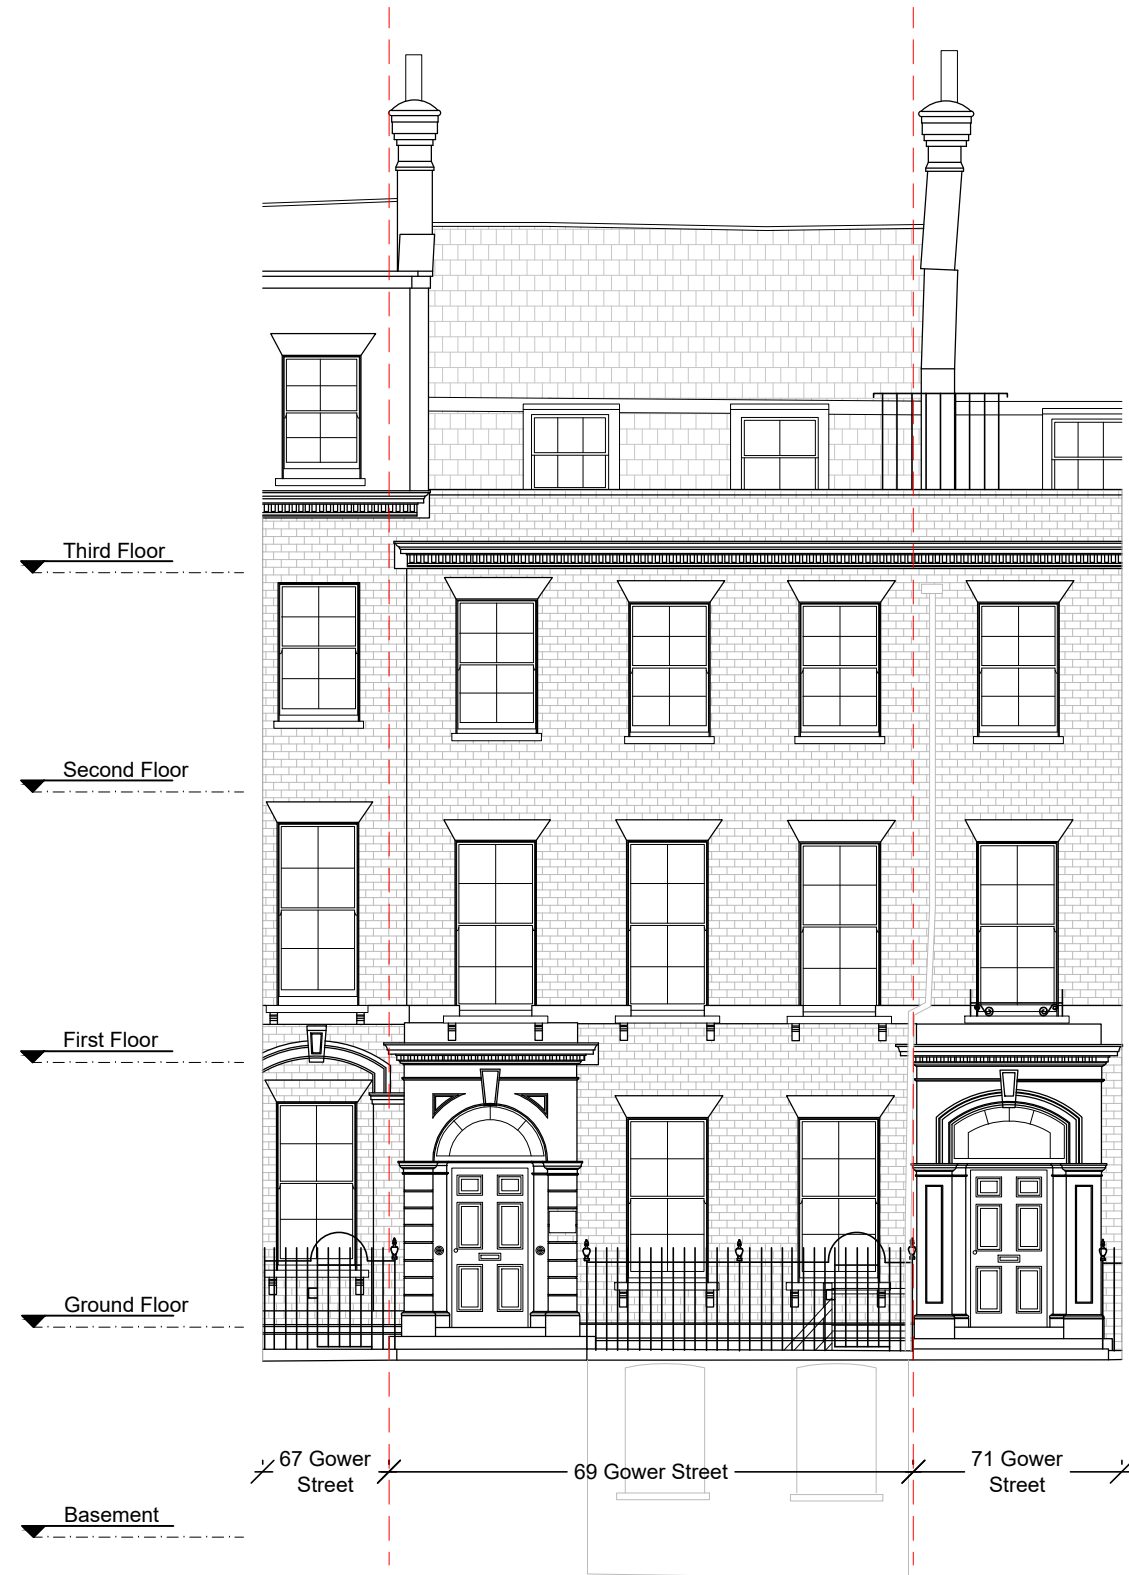 Third Floor
Second Floor
First Floor
Ground Floor
67 Gower
Street
69 Gower Street
71 Gower
Street
Basement